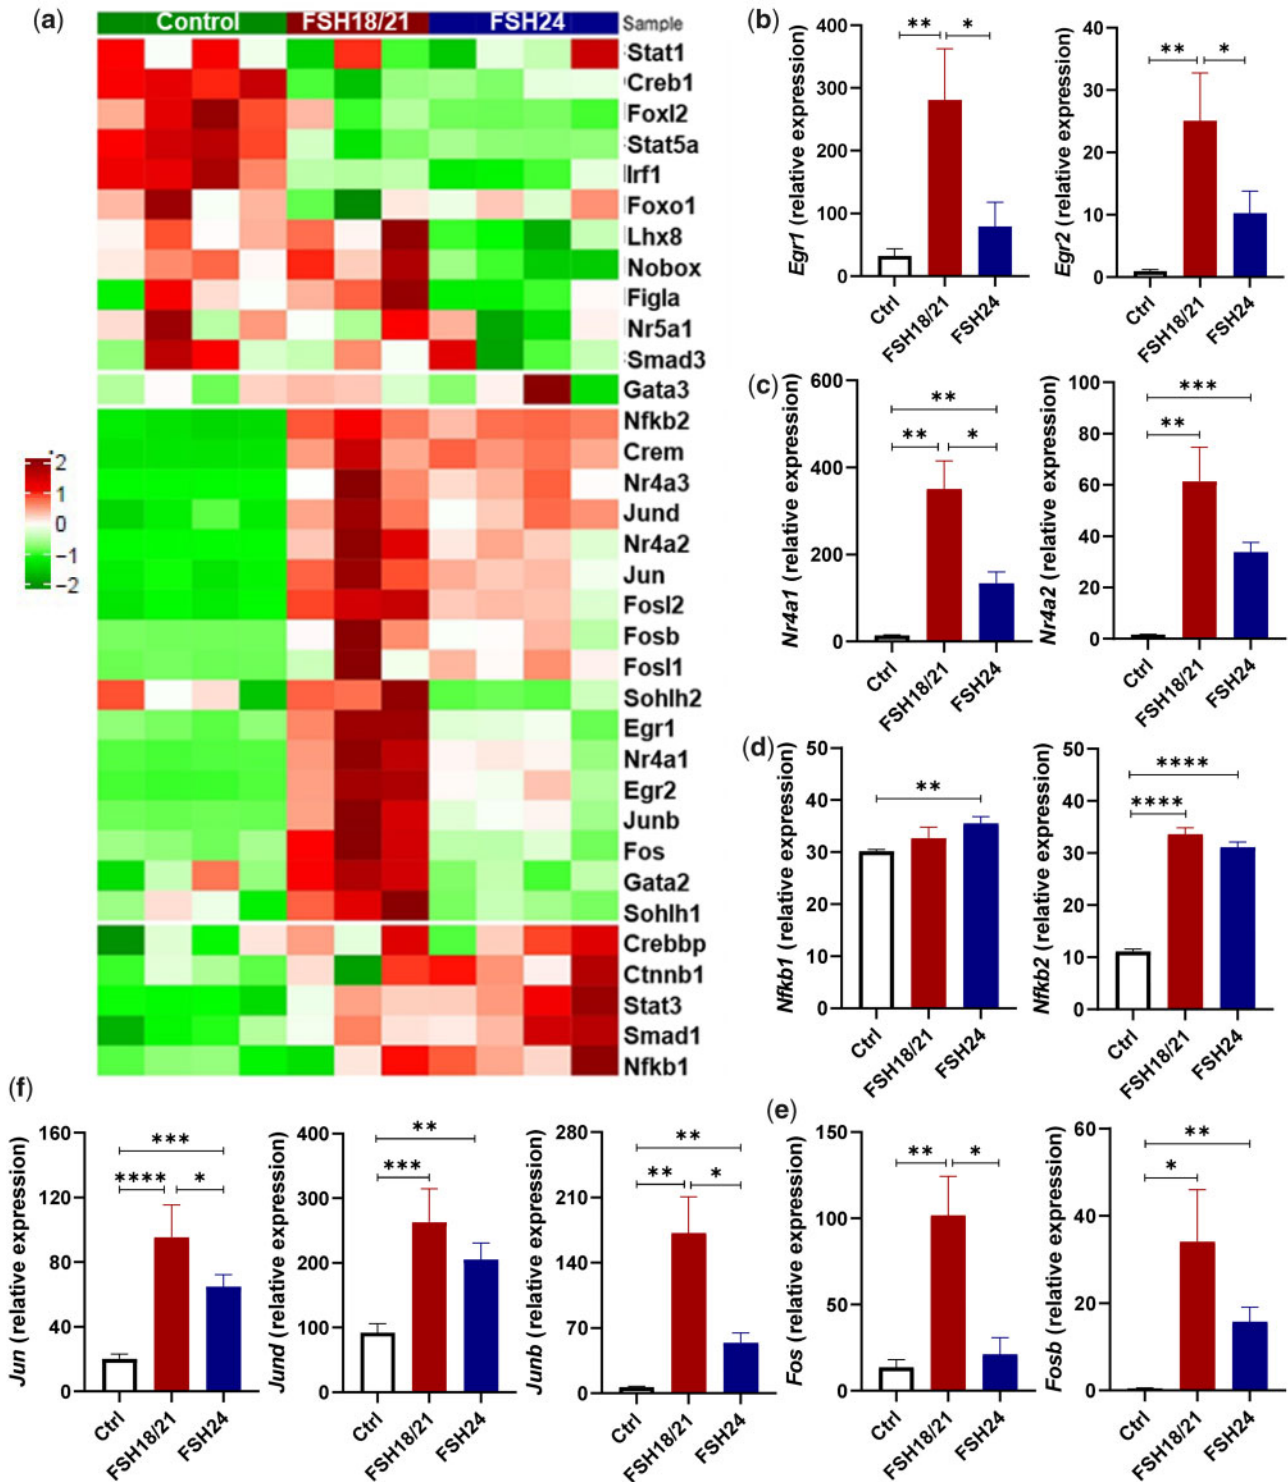 (a)
Control FSH18/21 FSH24 Sample
Stat1
Creb1
Foxl2
Stat5a
Irf1
Foxo1
Lhx8
Nobox
Figla
Nr5a1
Smad3
Gata3
Nfkb2
Crem
Nr4a3
Jund
Nr4a2
Jun
Fosl2
Fosb
Fosl1
Sohlh2
Egr1
Nr4a1
Egr2
Junb
Fos
Gata2
Sohlh1
Crebbp
Ctnnb1
Stat3
Smad1
Nfkb1
2
1
0
−1
−2
(b)
Egr1 (relative expression)
400
300
200
100
0
** *
Ctrl FSH18/21 FSH24
Egr2 (relative expression)
40
30
20
10
0
** *
Ctrl FSH18/21 FSH24
(c)
Nr4a1 (relative expression)
600
400
200
0
**
** *
Ctrl FSH18/21 FSH24
Nr4a2 (relative expression)
100
80
60
40
20
0
***
**
Ctrl FSH18/21 FSH24
(d)
Nfkb1 (relative expression)
50
40
30
20
10
0
**
Ctrl FSH18/21 FSH24
Nfkb2 (relative expression)
50
40
30
20
10
0
****
****
Ctrl FSH18/21 FSH24
(f)
Jun (relative expression)
160
120
80
40
0
***
**** *
Ctrl FSH18/21 FSH24
Jund (relative expression)
400
300
200
100
0
**
***
Ctrl FSH18/21 FSH24
Junb (relative expression)
280
210
140
70
0
**
** *
Ctrl FSH18/21 FSH24
(e)
Fos (relative expression)
150
100
50
0
** *
Ctrl FSH18/21 FSH24
Fosb (relative expression)
60
40
20
0
**
*
Ctrl FSH18/21 FSH24